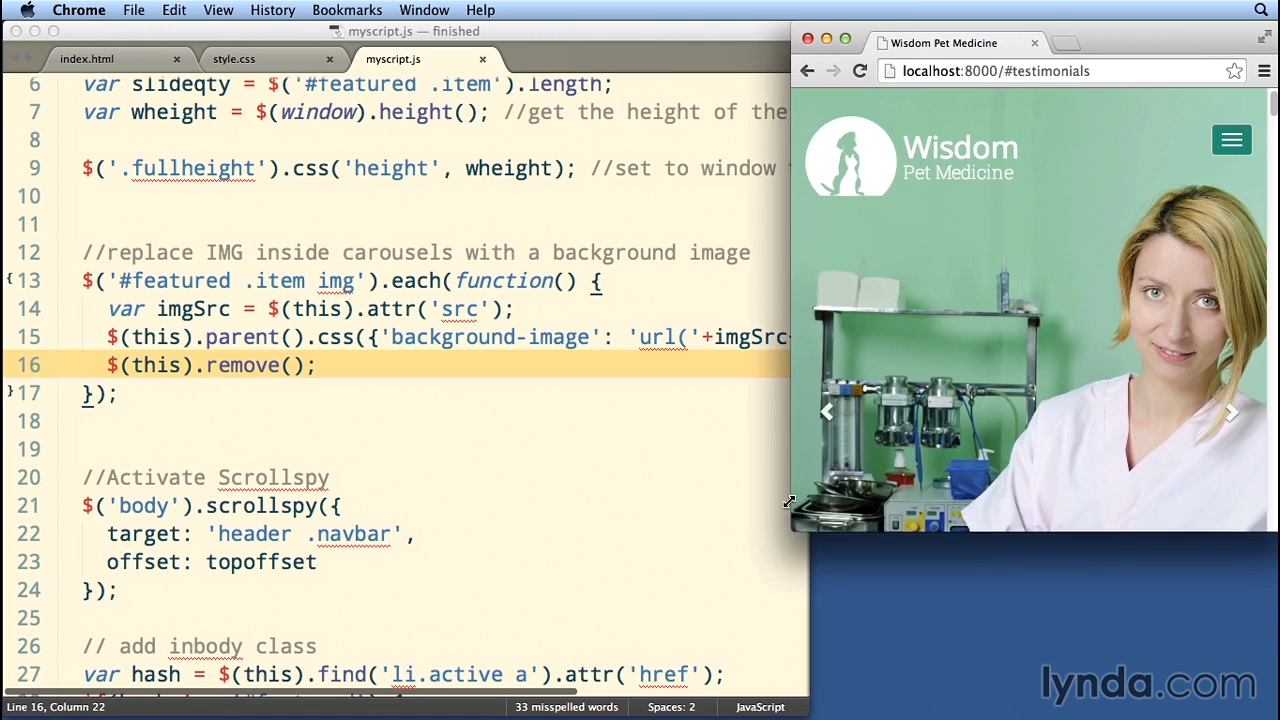 Chrome File Edit View History Bookmarks Window Help
myscript.js — finished
index.html × style.css × myscript.js ×
6 var slideqty = $('#featured .item').length;
7 var wheight = $(window).height(); //get the height of the
8
9 $('.fullheight').css('height', wheight); //set to window
10
11
12 //replace IMG inside carousels with a background image
13 $('#featured .item img').each(function() {
14 var imgSrc = $(this).attr('src');
15 $(this).parent().css({'background-image': 'url('+imgSrc
16 $(this).remove();
17 });
18
19
20 //Activate Scrollspy
21 $('body').scrollspy({
22 target: 'header .navbar',
23 offset: topoffset
24 });
25
26 // add inbody class
27 var hash = $(this).find('li.active a').attr('href');
Line 16, Column 22 33 misspelled words Spaces: 2 JavaScript
Wisdom Pet Medicine ×
localhost:8000/#testimonials
Wisdom
Pet Medicine
lynda.com